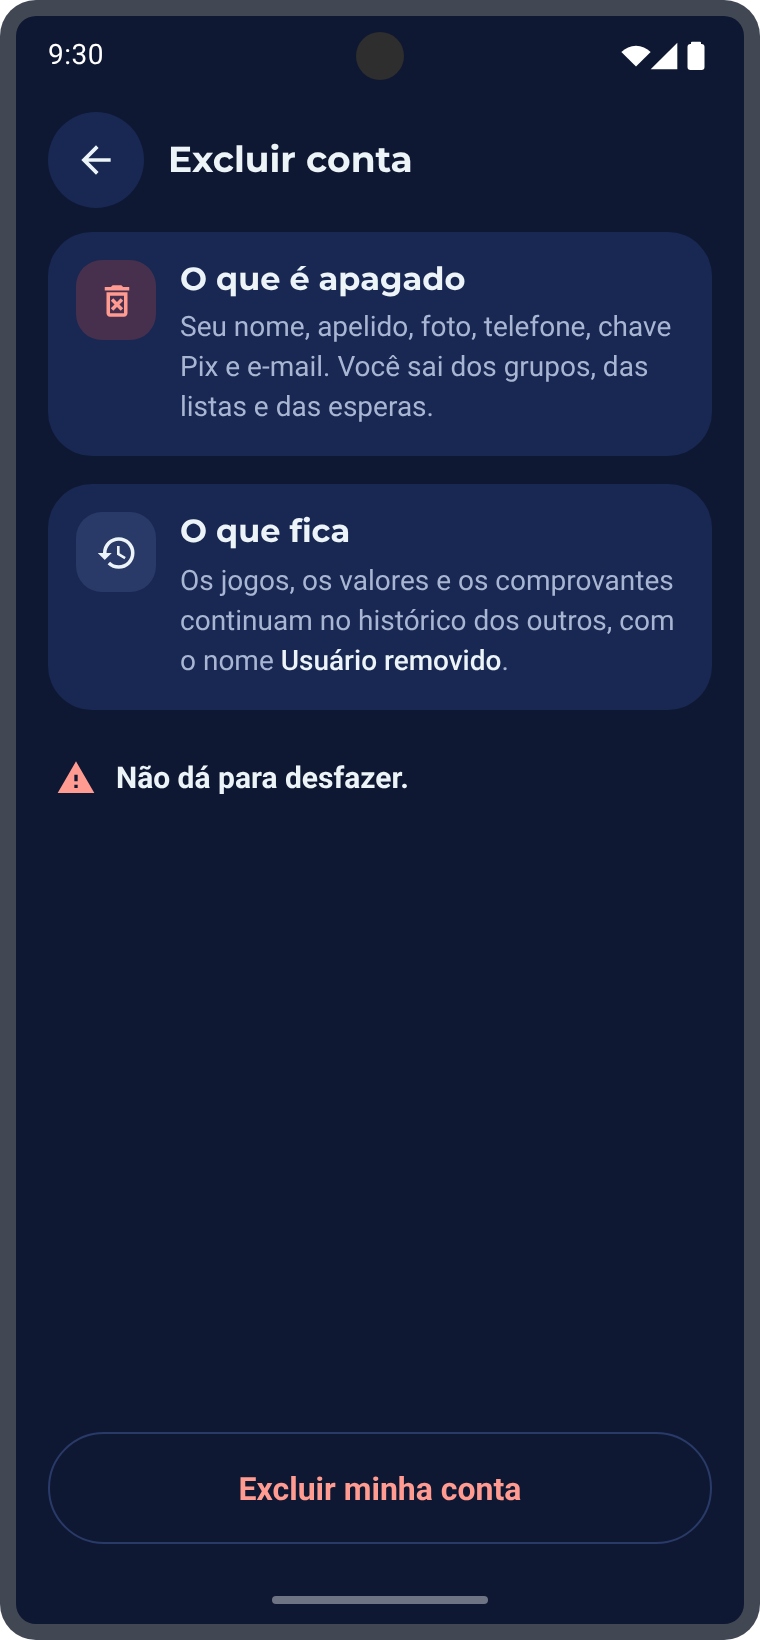 9:30
Excluir conta
O que é apagado
Seu nome, apelido, foto, telefone, chave
Pix e e-mail. Você sai dos grupos, das
listas e das esperas.
O que fica
Os jogos, os valores e os comprovantes
continuam no histórico dos outros, com
o nome Usuário removido.
Não dá para desfazer.
Excluir minha conta